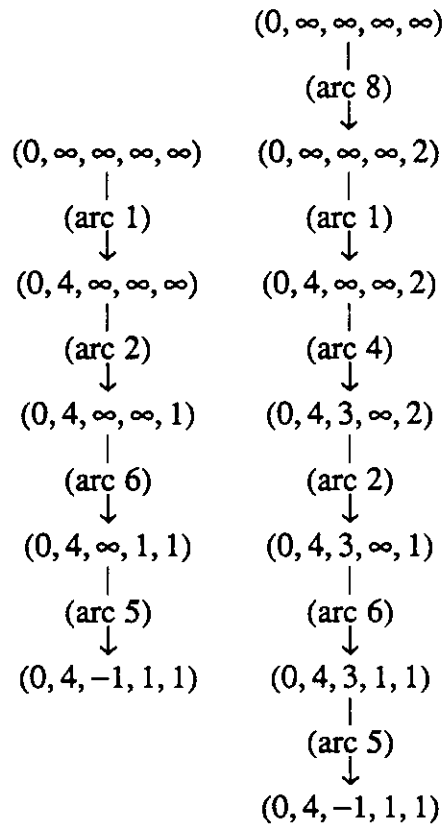 (0, ∞, ∞, ∞, ∞)
(arc 1)
(0, 4, ∞, ∞, ∞)
(arc 2)
(0, 4, ∞, ∞, 1)
(arc 6)
(0, 4, ∞, 1, 1)
(arc 5)
(0, 4, −1, 1, 1)
(0, ∞, ∞, ∞, ∞)
(arc 8)
(0, ∞, ∞, ∞, 2)
(arc 1)
(0, 4, ∞, ∞, 2)
(arc 4)
(0, 4, 3, ∞, 2)
(arc 2)
(0, 4, 3, ∞, 1)
(arc 6)
(0, 4, 3, 1, 1)
(arc 5)
(0, 4, −1, 1, 1)